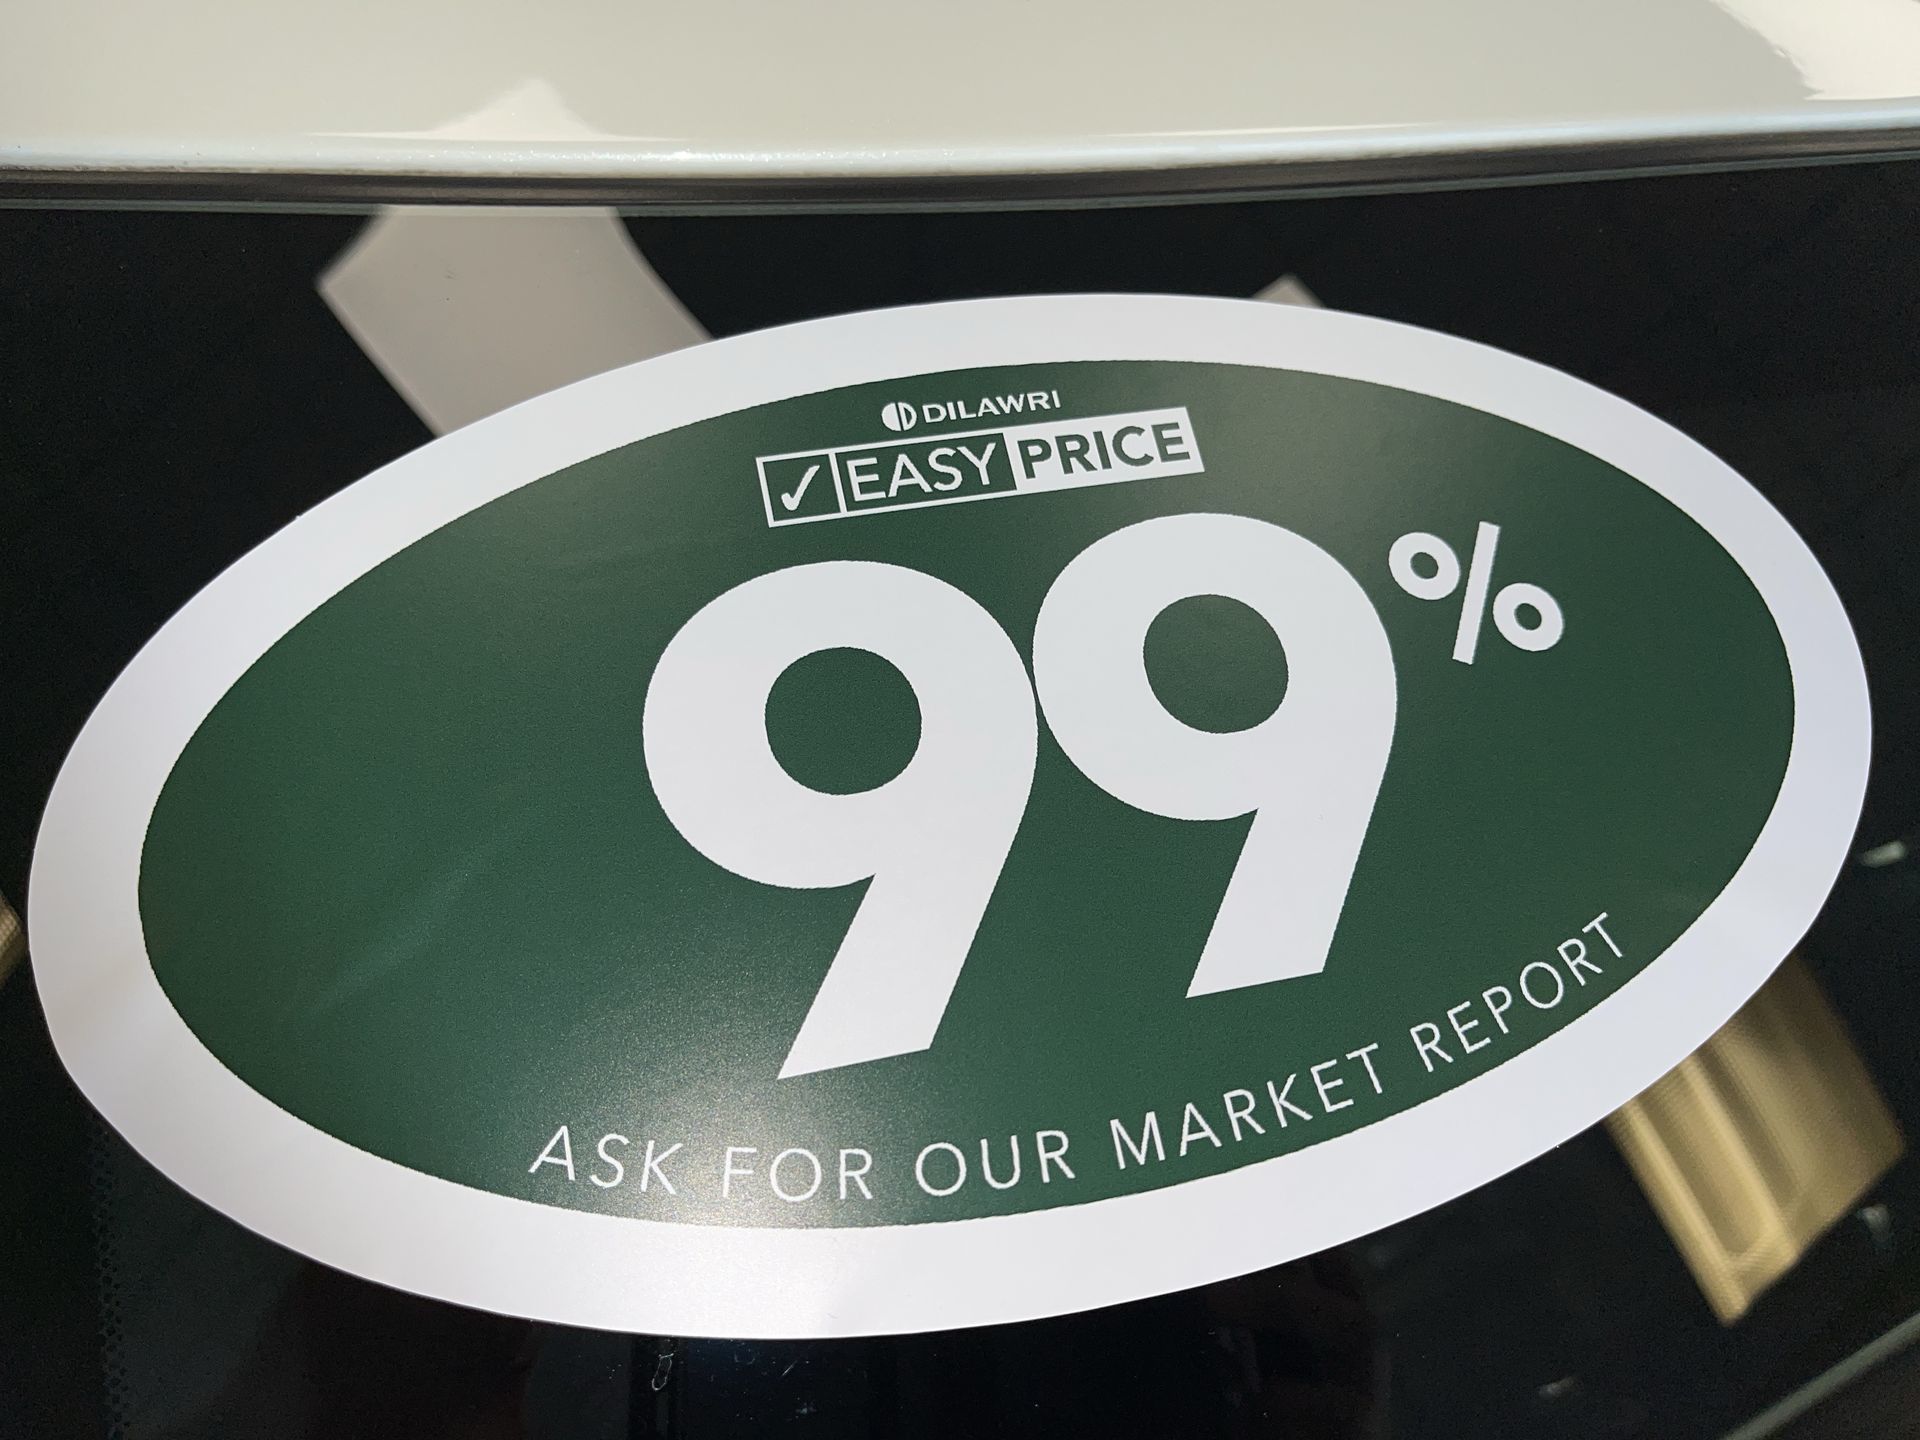 DILAWRI
✓ EASY PRICE
99%
ASK FOR OUR MARKET REPORT